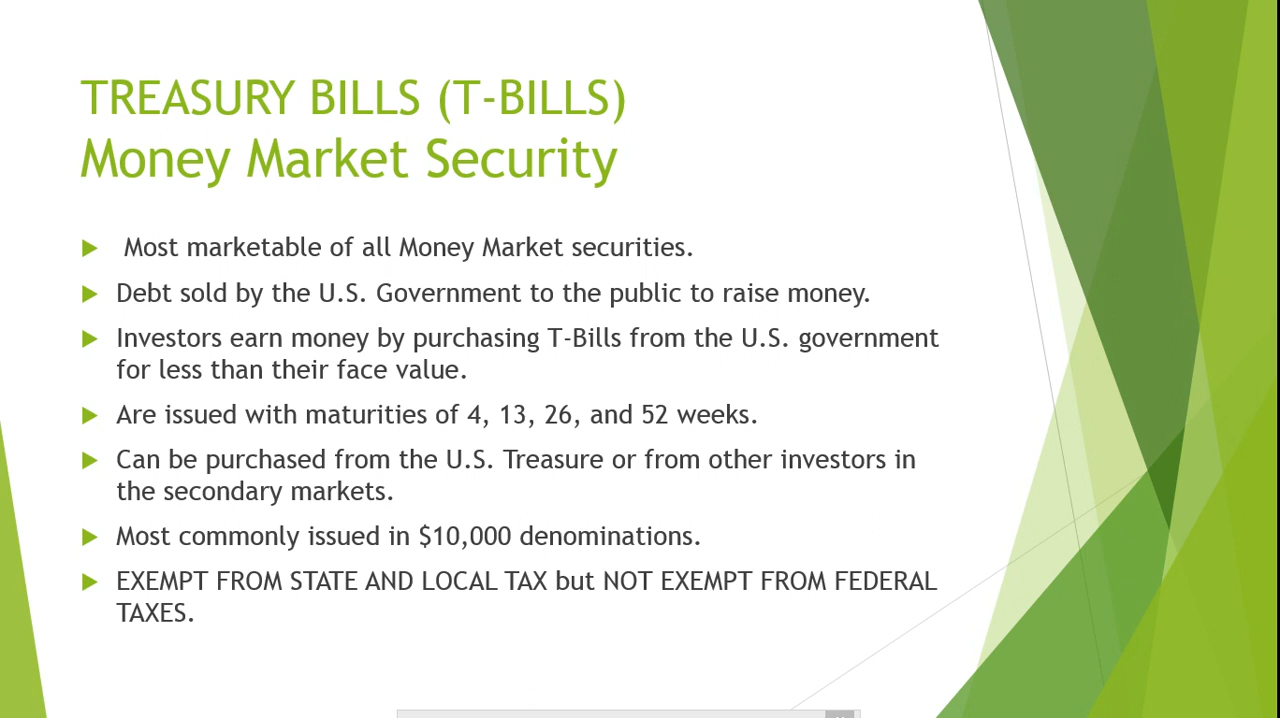 TREASURY BILLS (T-BILLS)
Money Market Security
Most marketable of all Money Market securities.
Debt sold by the U.S. Government to the public to raise money.
Investors earn money by purchasing T-Bills from the U.S. government
for less than their face value.
Are issued with maturities of 4, 13, 26, and 52 weeks.
Can be purchased from the U.S. Treasure or from other investors in
the secondary markets.
Most commonly issued in $10,000 denominations.
EXEMPT FROM STATE AND LOCAL TAX but NOT EXEMPT FROM FEDERAL
TAXES.